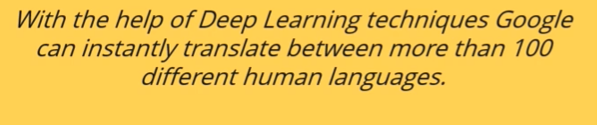 With the help of Deep Learning techniques Google
can instantly translate between more than 100
different human languages.